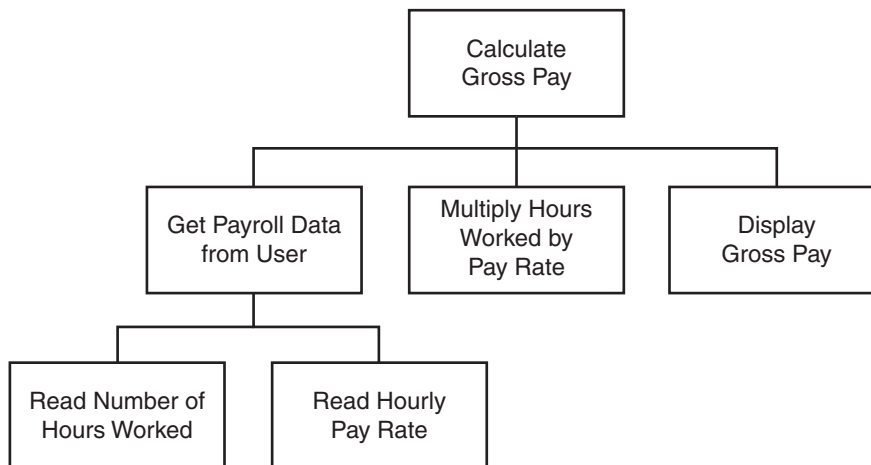 Calculate
Gross Pay
Get Payroll Data
from User
Multiply Hours
Worked by
Pay Rate
Display
Gross Pay
Read Number of
Hours Worked
Read Hourly
Pay Rate